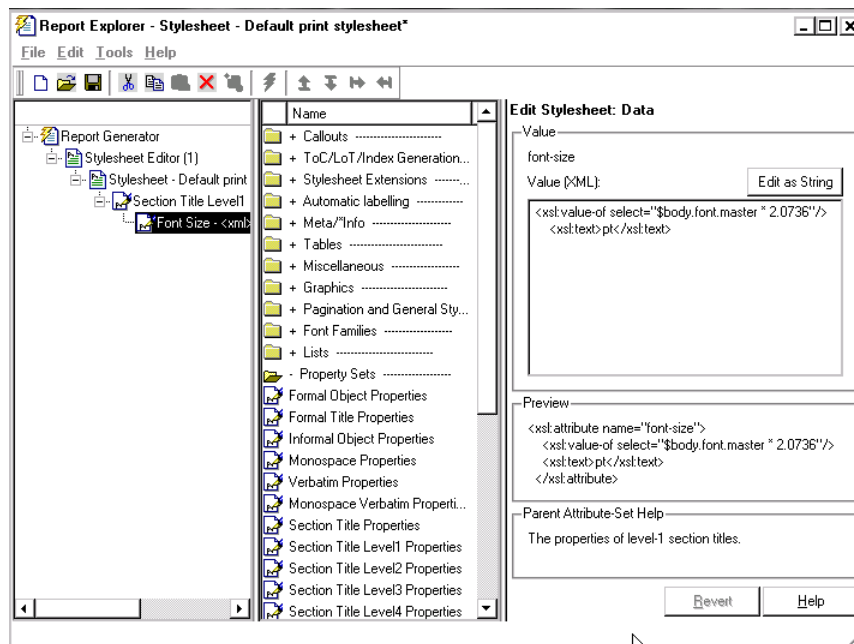 Report Explorer - Stylesheet - Default print stylesheet*
File Edit Tools Help
Report Generator
Stylesheet Editor (1)
Stylesheet - Default print
Section Title Level1
Font Size - <xml>
Name
+ Callouts ------------------------
+ ToC/LoT/Index Generation...
+ Stylesheet Extensions -------...
+ Automatic labelling -------------
+ Meta/*Info ----------------------
+ Tables --------------------------
+ Miscellaneous -------------------
+ Graphics ------------------------
+ Pagination and General Sty...
+ Font Families -------------------
+ Lists ---------------------------
- Property Sets -------------------
Formal Object Properties
Formal Title Properties
Informal Object Properties
Monospace Properties
Verbatim Properties
Monospace Verbatim Properti...
Section Title Properties
Section Title Level1 Properties
Section Title Level2 Properties
Section Title Level3 Properties
Section Title Level4 Properties
Edit Stylesheet: Data
Value
font-size
Value (XML):
Edit as String
<xsl:value-of select="$body.font.master * 2.0736"/>
<xsl:text>pt</xsl:text>
Preview
<xsl:attribute name="font-size">
<xsl:value-of select="$body.font.master * 2.0736"/>
<xsl:text>pt</xsl:text>
</xsl:attribute>
Parent Attribute-Set Help
The properties of level-1 section titles.
Revert
Help